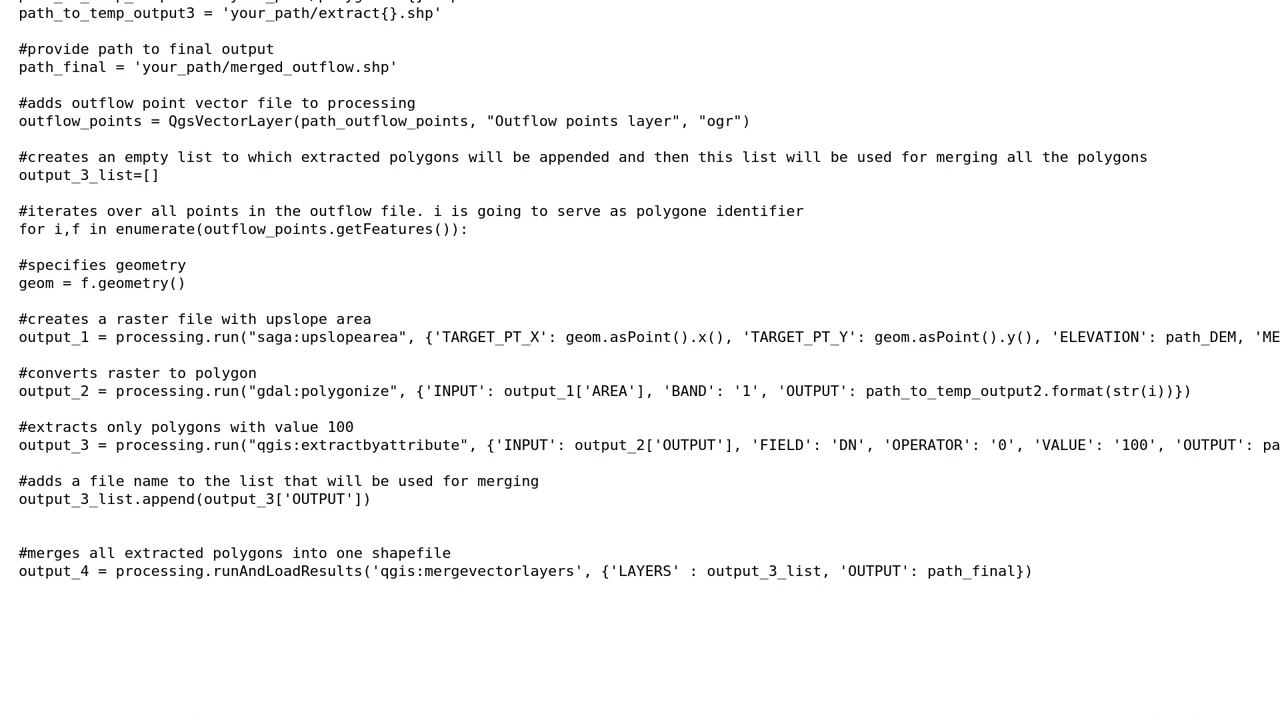 path_to_temp_output3 = 'your_path/extract{}.shp'
#provide path to final output
path_final = 'your_path/merged_outflow.shp'
#adds outflow point vector file to processing
outflow_points = QgsVectorLayer(path_outflow_points, "Outflow points layer", "ogr")
#creates an empty list to which extracted polygons will be appended and then this list will be used for merging all the polygons
output_3_list=[]
#iterates over all points in the outflow file. i is going to serve as polygone identifier
for i,f in enumerate(outflow_points.getFeatures()):
#specifies geometry
geom = f.geometry()
#creates a raster file with upslope area
output_1 = processing.run("saga:upslopearea", {'TARGET_PT_X': geom.asPoint().x(), 'TARGET_PT_Y': geom.asPoint().y(), 'ELEVATION': path_DEM, 'ME
#converts raster to polygon
output_2 = processing.run("gdal:polygonize", {'INPUT': output_1['AREA'], 'BAND': '1', 'OUTPUT': path_to_temp_output2.format(str(i))})
#extracts only polygons with value 100
output_3 = processing.run("qgis:extractbyattribute", {'INPUT': output_2['OUTPUT'], 'FIELD': 'DN', 'OPERATOR': '0', 'VALUE': '100', 'OUTPUT': pa
#adds a file name to the list that will be used for merging
output_3_list.append(output_3['OUTPUT'])
#merges all extracted polygons into one shapefile
output_4 = processing.runAndLoadResults('qgis:mergevectorlayers', {'LAYERS' : output_3_list, 'OUTPUT': path_final})